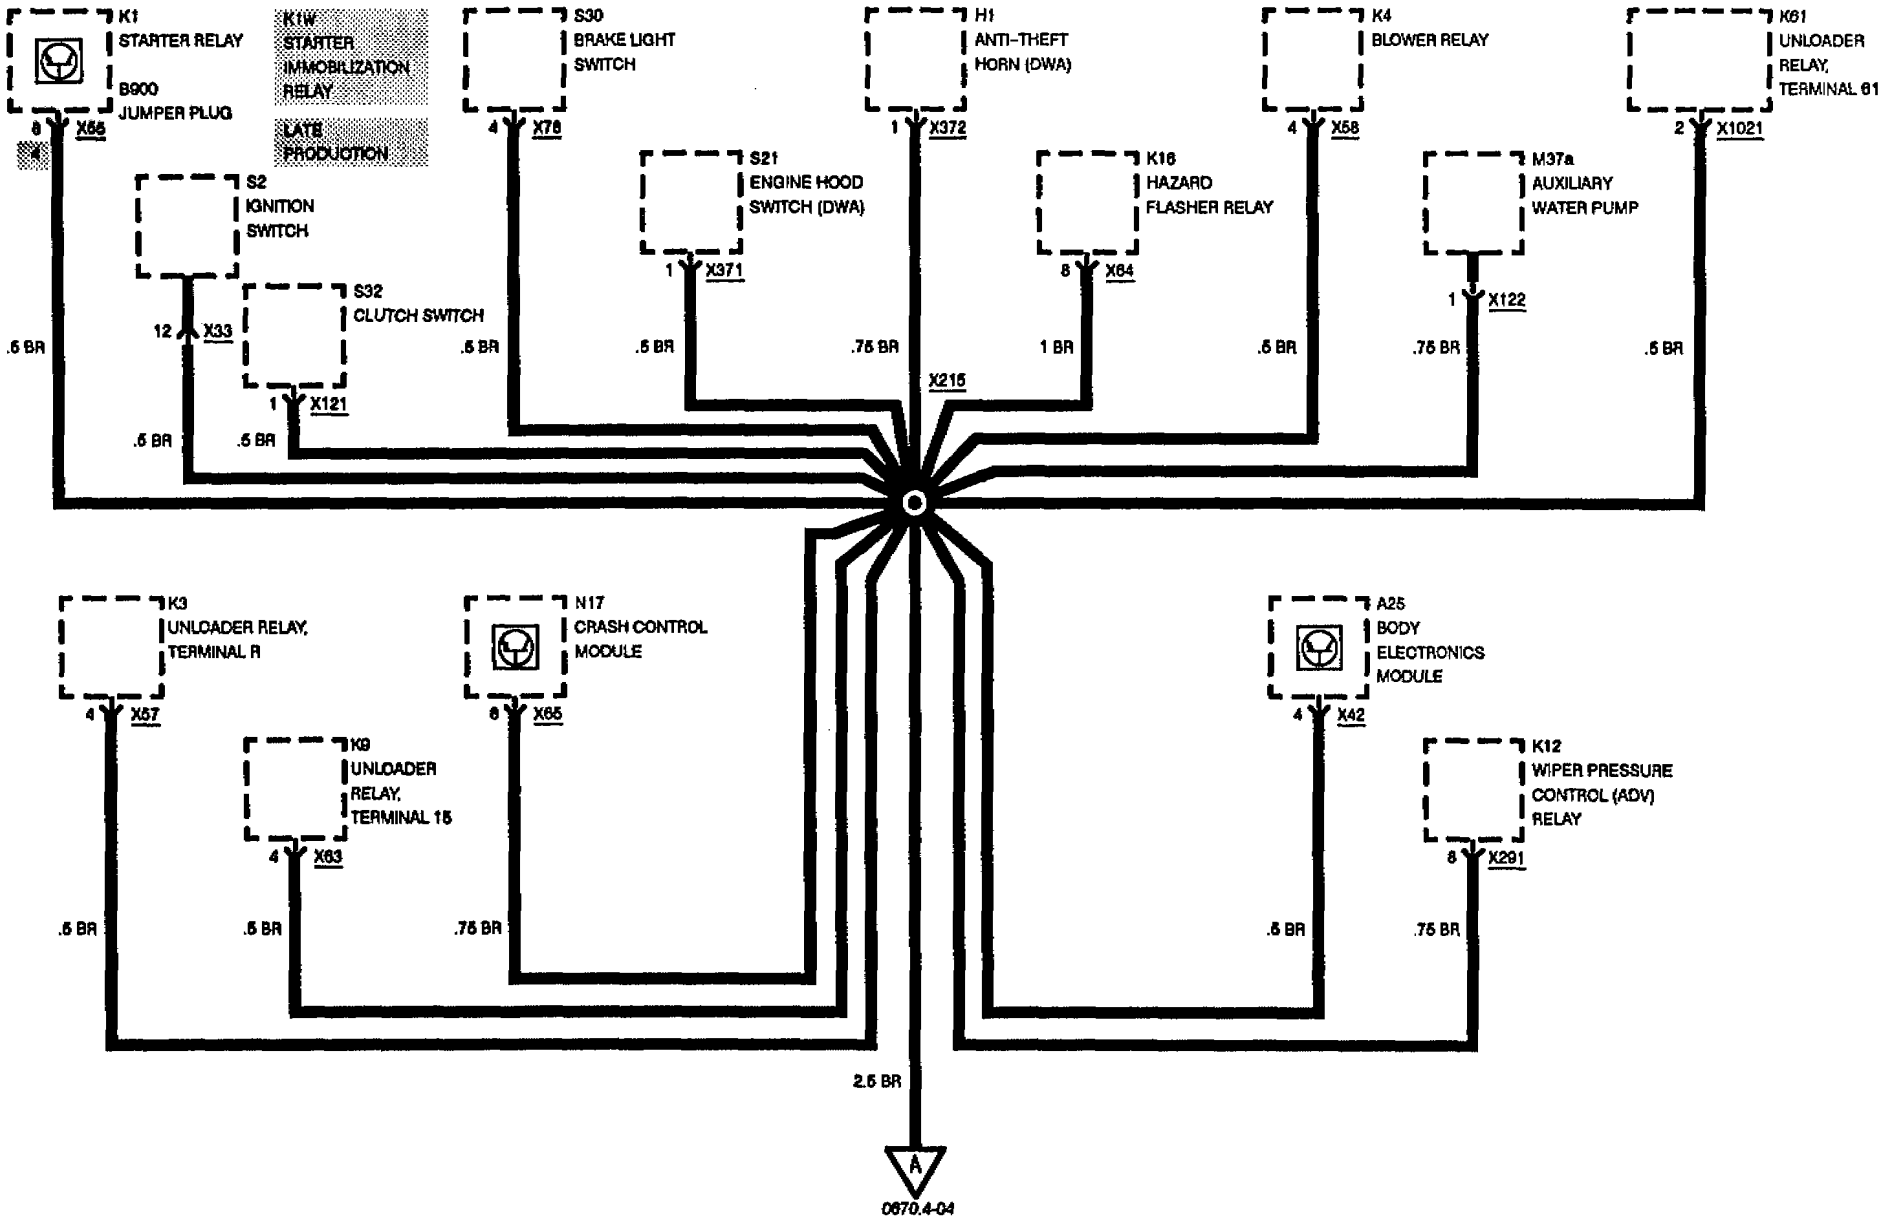 K1
STARTER RELAY
B900
JUMPER PLUG
6
X55
4
K1W
STARTER
IMMOBILIZATION
RELAY
LATE
PRODUCTION
S30
BRAKE LIGHT
SWITCH
4
X76
H1
ANTI-THEFT
HORN (DWA)
1
X372
K4
BLOWER RELAY
4
X58
K61
UNLOADER
RELAY,
TERMINAL 61
2
X1021
S2
IGNITION
SWITCH
12
X33
S21
ENGINE HOOD
SWITCH (DWA)
1
X371
K16
HAZARD
FLASHER RELAY
8
X64
M37a
AUXILIARY
WATER PUMP
1
X122
S32
CLUTCH SWITCH
1
X121
.5 BR
.5 BR
.5 BR
.75 BR
1 BR
.5 BR
.75 BR
.5 BR
X215
.5 BR
.5 BR
K3
UNLOADER RELAY,
TERMINAL R
4
X57
N17
CRASH CONTROL
MODULE
6
X65
A25
BODY
ELECTRONICS
MODULE
4
X42
K9
UNLOADER
RELAY,
TERMINAL 15
4
X63
K12
WIPER PRESSURE
CONTROL (ADV)
RELAY
8
X291
.5 BR
.5 BR
.75 BR
.5 BR
.75 BR
2.5 BR
A
0670.4-04